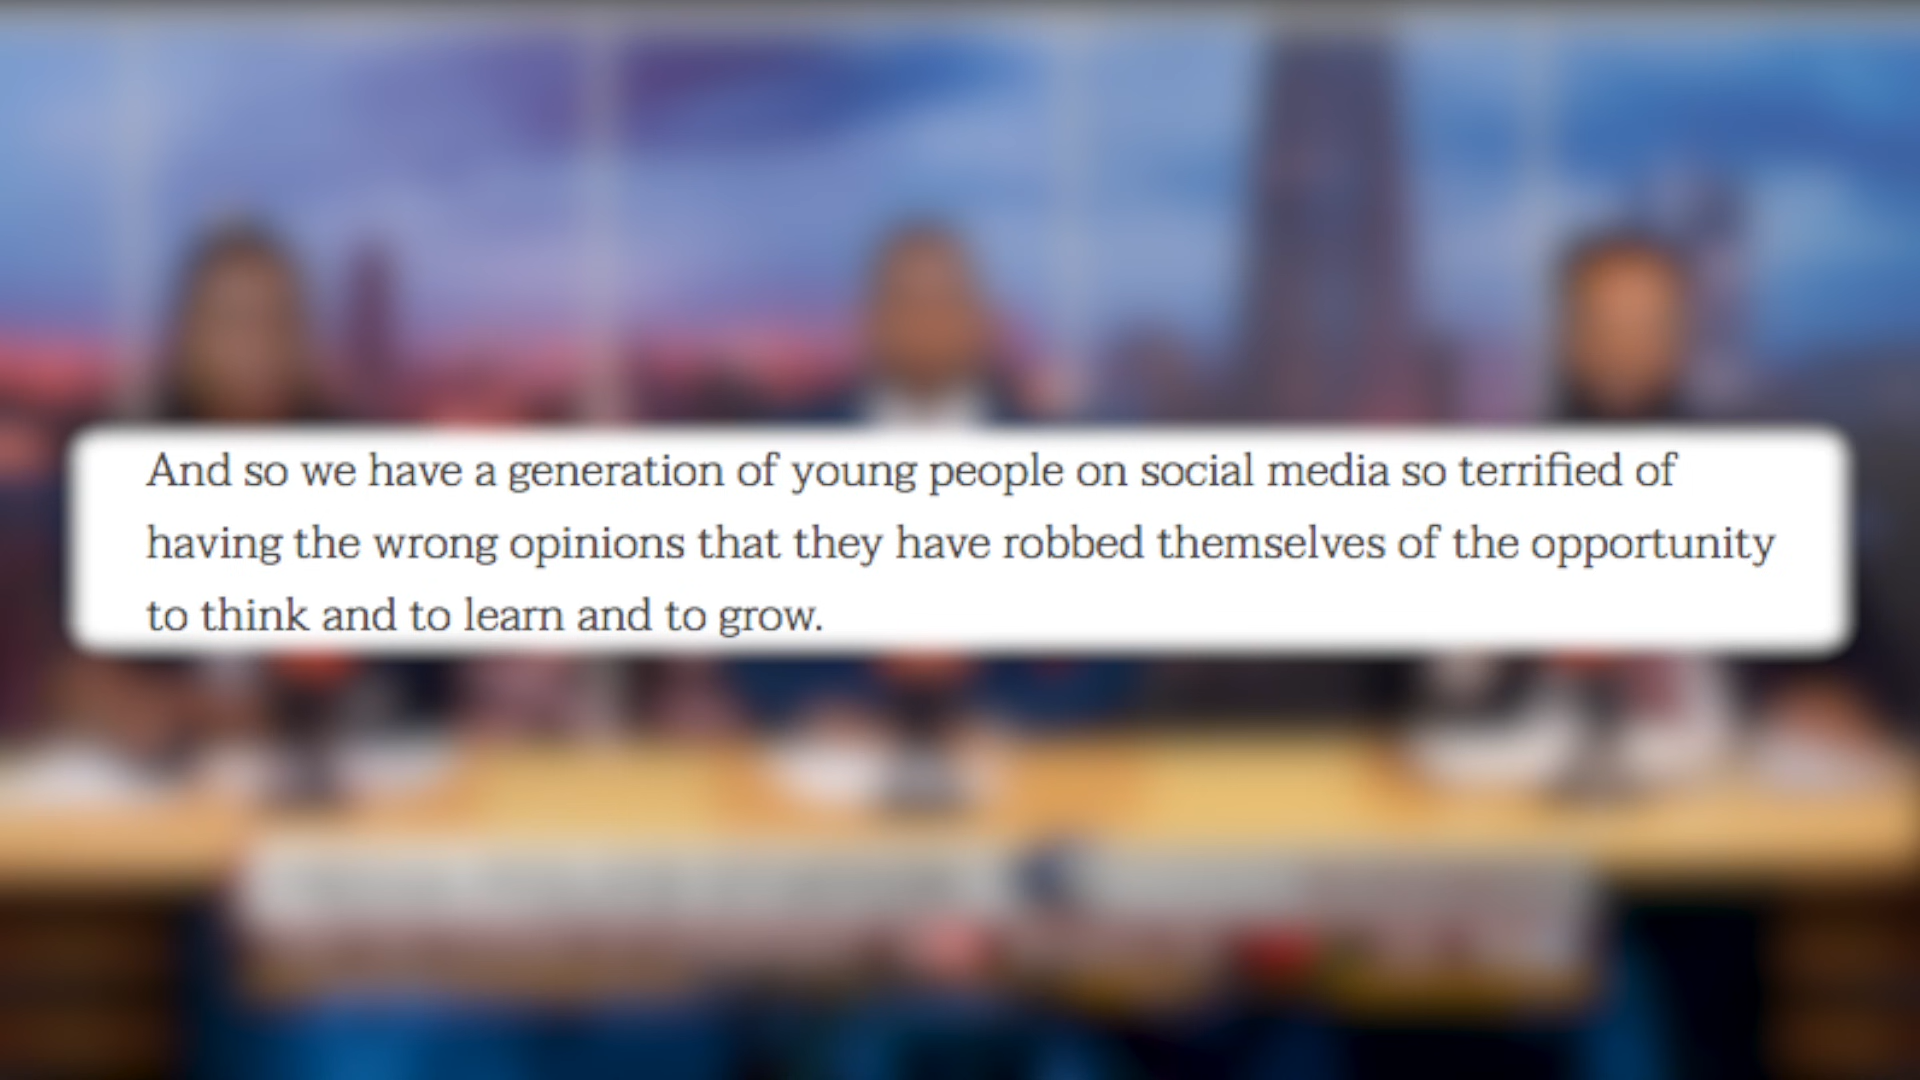 And so we have a generation of young people on social media so terrified of
having the wrong opinions that they have robbed themselves of the opportunity
to think and to learn and to grow.